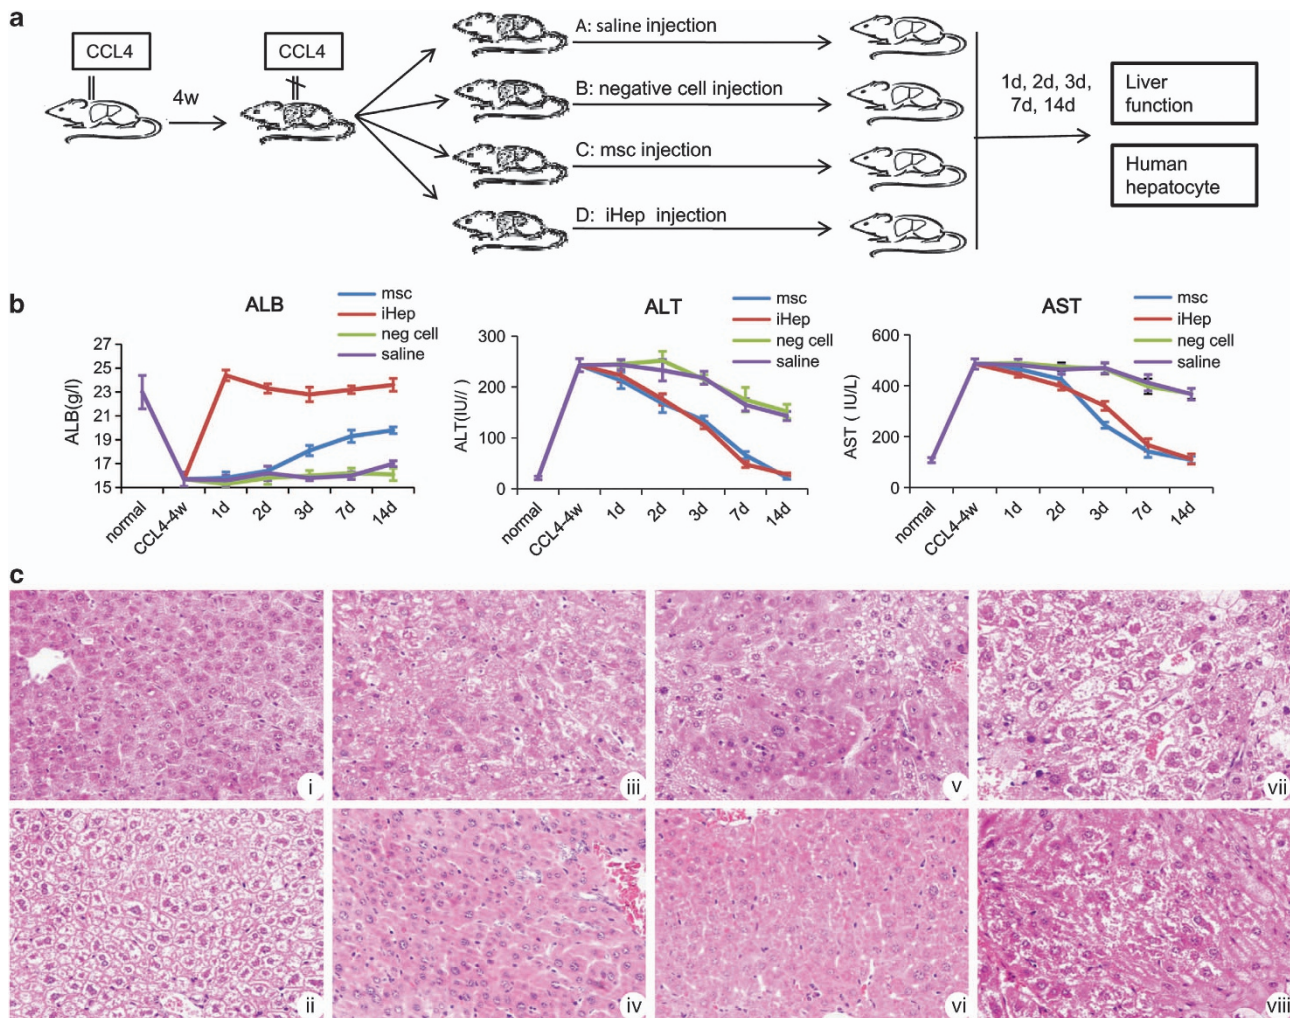 a
CCL4
4w
CCL4
A: saline injection
B: negative cell injection
C: msc injection
D: iHep injection
1d, 2d, 3d,
7d, 14d
Liver
function
Human
hepatocyte
b
ALB
msc
iHep
neg cell
saline
ALB(g/l)
27
25
23
21
19
17
15
normal
CCL4-4w
1d
2d
3d
7d
14d
ALT
msc
iHep
neg cell
saline
ALT(IU//)
300
200
100
0
normal
CCL4-4w
1d
2d
3d
7d
14d
AST
msc
iHep
neg cell
saline
AST ( IU/L)
600
400
200
0
normal
CCL4-4w
1d
2d
3d
7d
14d
c
i
iii
v
vii
ii
iv
vi
viii